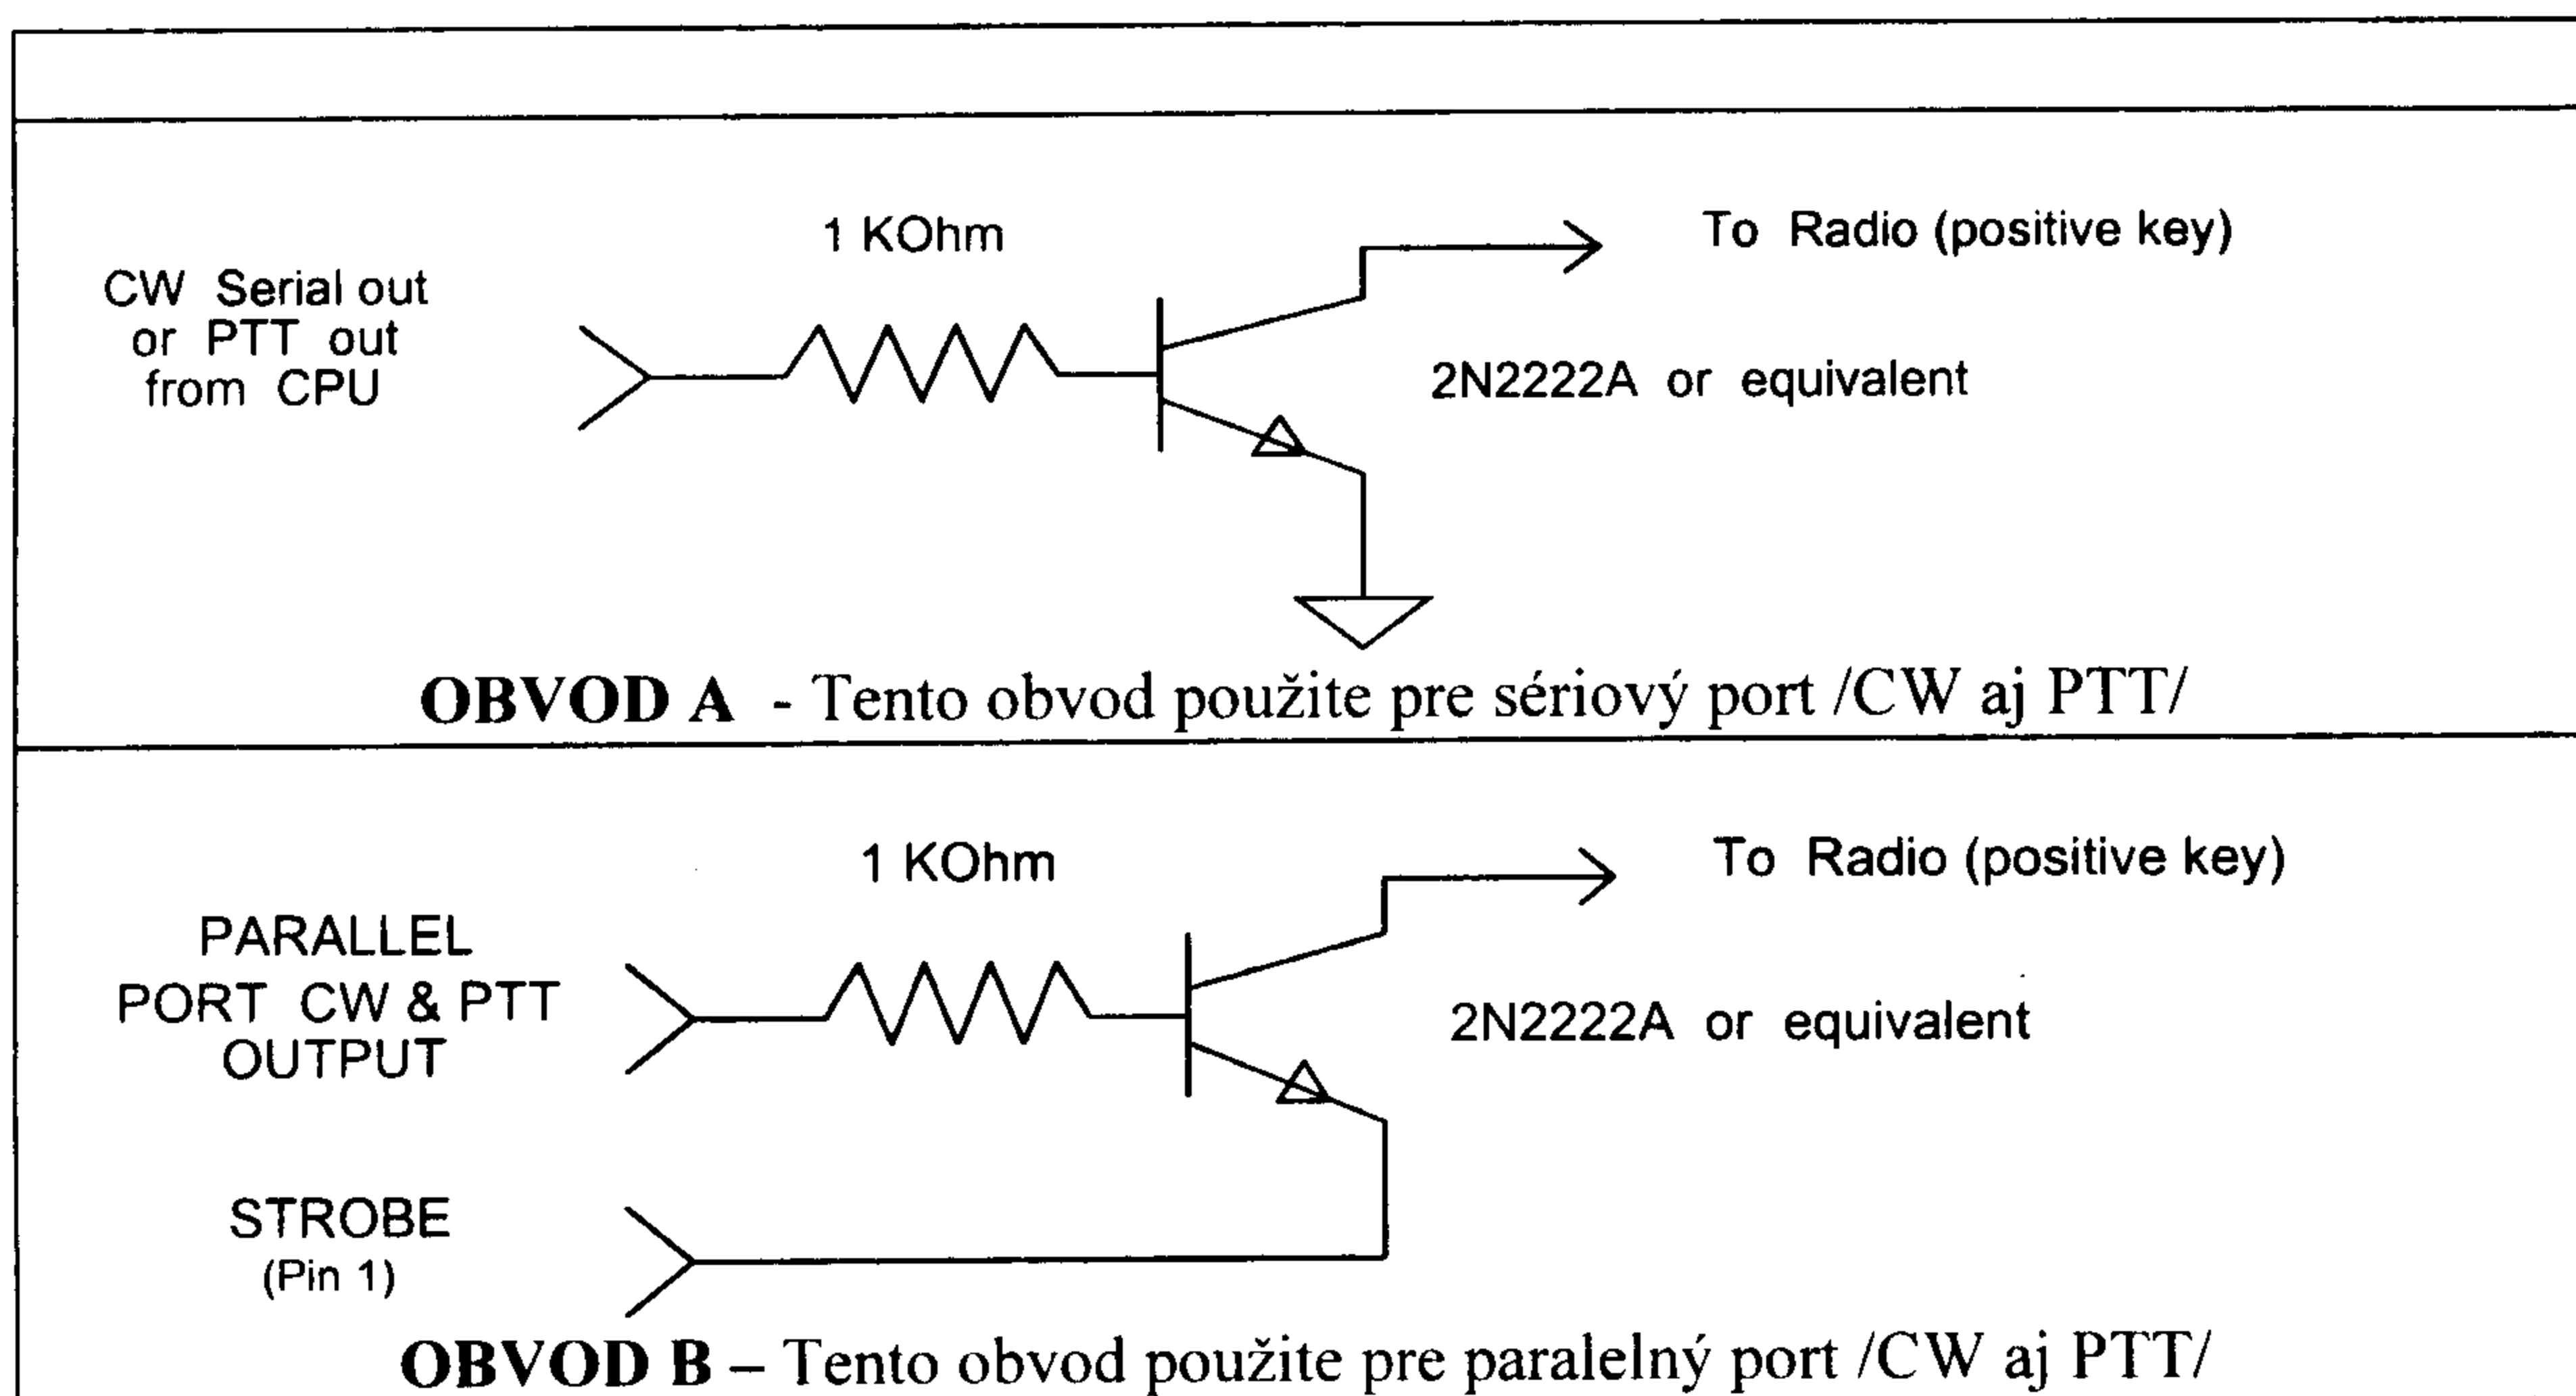 1 KOhm
To Radio (positive key)
CW Serial out
or PTT out
from CPU
2N2222A or equivalent
OBVOD A - Tento obvod použite pre sériový port /CW aj PTT/
1 KOhm
To Radio (positive key)
PARALLEL
PORT CW & PTT
OUTPUT
2N2222A or equivalent
STROBE
(Pin 1)
OBVOD B – Tento obvod použite pre paralelný port /CW aj PTT/